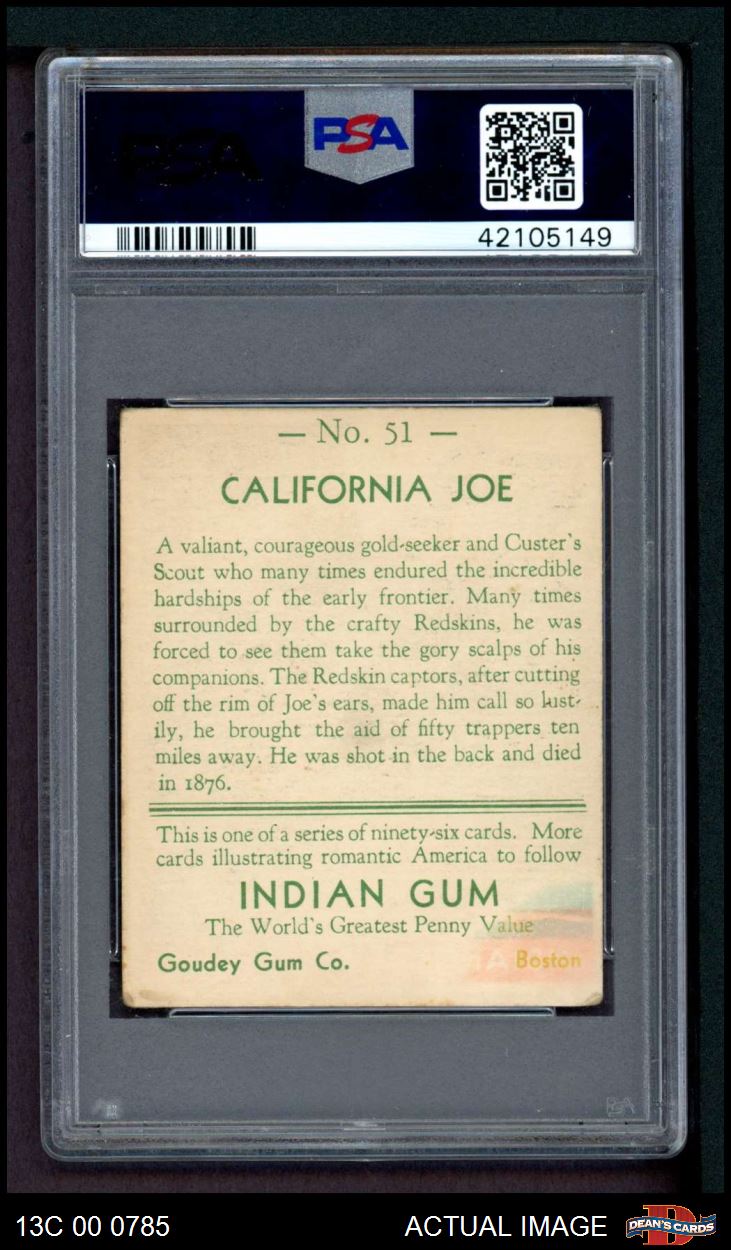 PSA
42105149
— No. 51 —
CALIFORNIA JOE
A valiant, courageous gold-seeker and Custer's
Scout who many times endured the incredible
hardships of the early frontier. Many times
surrounded by the crafty Redskins, he was
forced to see them take the gory scalps of his
companions. The Redskin captors, after cutting
off the rim of Joe's ears, made him call so lust-
ily, he brought the aid of fifty trappers ten
miles away. He was shot in the back and died
in 1876.
This is one of a series of ninety-six cards. More
cards illustrating romantic America to follow
INDIAN GUM
The World's Greatest Penny Value
Goudey Gum Co. Boston
13C 00 0785 ACTUAL IMAGE DEAN'S CARDS